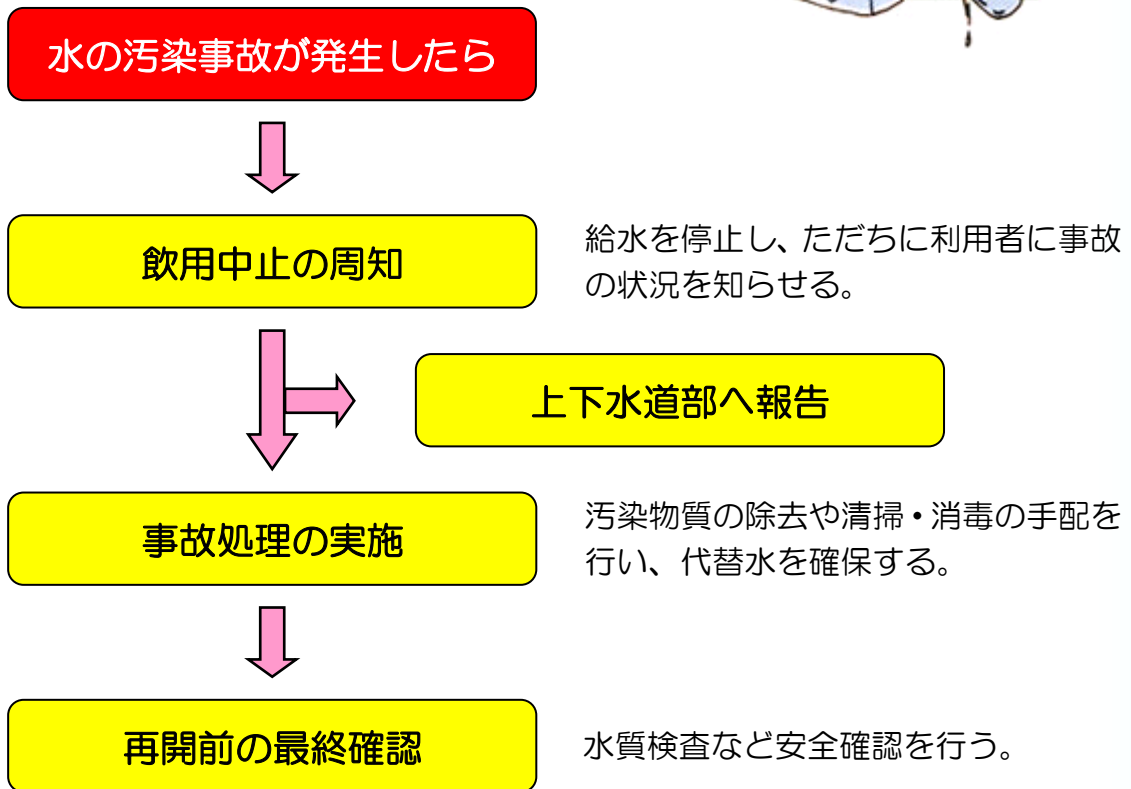 水の汚染事故が発生したら
飲用中止の周知
給水を停止し、ただちに利用者に事故
の状況を知らせる。
上下水道部へ報告
事故処理の実施
汚染物質の除去や清掃・消毒の手配を
行い、代替水を確保する。
再開前の最終確認
水質検査など安全確認を行う。